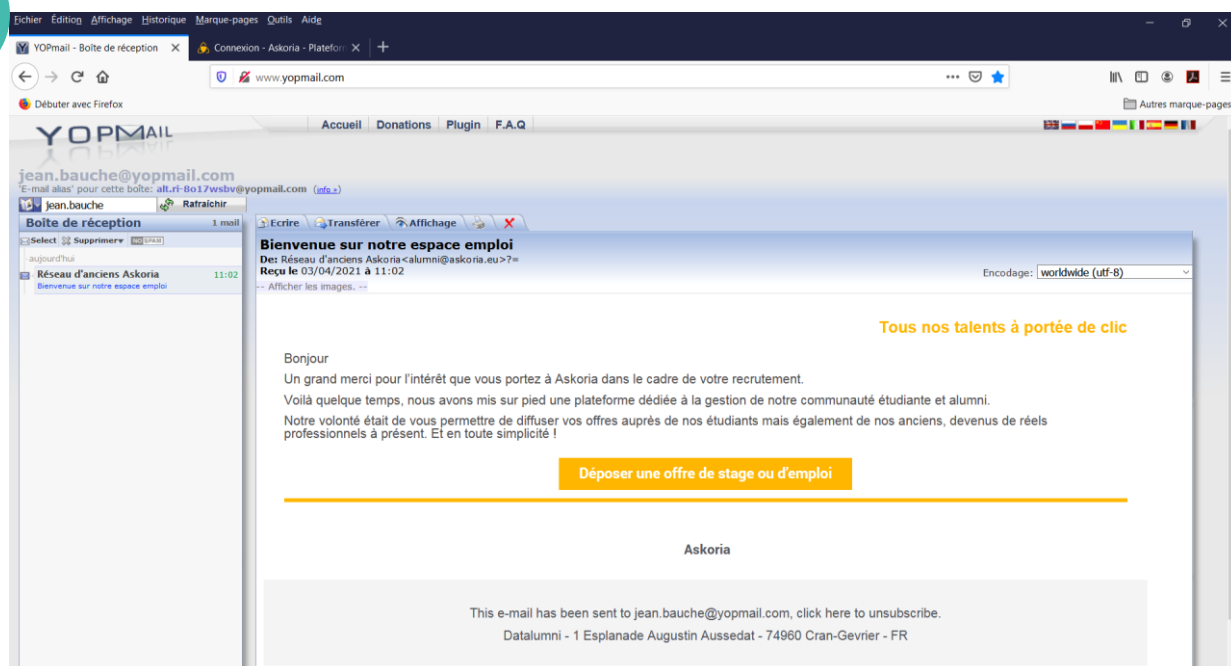 Fichier Édition Affichage Historique Marque-pages Outils Aide
YOPmail - Boîte de réception Connexion - Askoria - Plateforr
www.yopmail.com
Débuter avec Firefox Autres marque-pages
YOPMAIL Accueil Donations Plugin F.A.Q
jean.bauche@yopmail.com
'E-mail alias' pour cette boîte: alt.ri-8o17wsbv@yopmail.com (info »)
jean.bauche Rafraîchir
Boîte de réception 1 mail Ecrire Transférer Affichage
Select Supprimer NO SPAM
Bienvenue sur notre espace emploi
aujourd'hui
De: Réseau d'anciens Askoria<alumni@askoria.eu>?=
Réseau d'anciens Askoria 11:02 Reçu le 03/04/2021 à 11:02 Encodage: worldwide (utf-8)
Bienvenue sur notre espace emploi -- Afficher les images. --
Tous nos talents à portée de clic
Bonjour
Un grand merci pour l'intérêt que vous portez à Askoria dans le cadre de votre recrutement.
Voilà quelque temps, nous avons mis sur pied une plateforme dédiée à la gestion de notre communauté étudiante et alumni.
Notre volonté était de vous permettre de diffuser vos offres auprès de nos étudiants mais également de nos anciens, devenus de réels
professionnels à présent. Et en toute simplicité !
Déposer une offre de stage ou d'emploi
Askoria
This e-mail has been sent to jean.bauche@yopmail.com, click here to unsubscribe.
Datalumni - 1 Esplanade Augustin Aussedat - 74960 Cran-Gevrier - FR